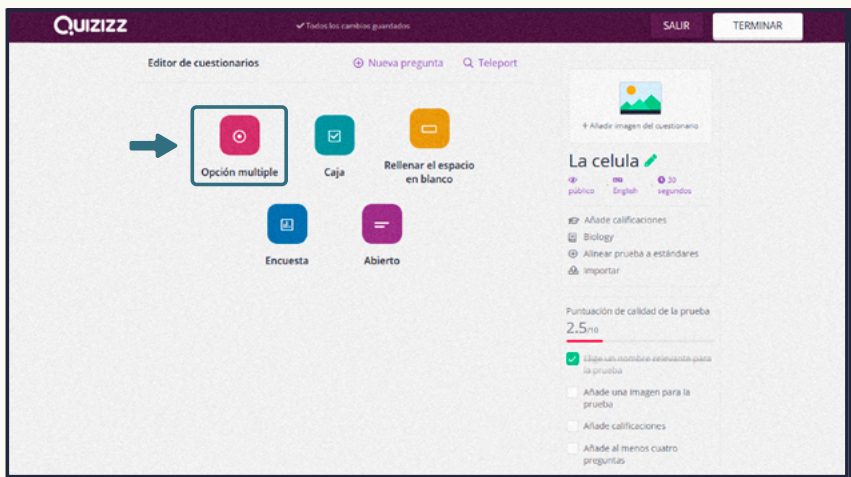 QUIZIZZ
Todos los cambios guardados
SALIR
TERMINAR
Editor de cuestionarios
Nueva pregunta
Teleport
Opción multiple
Caja
Rellenar el espacio
en blanco
Encuesta
Abierto
+ Añadir imagen del cuestionario
La celula
público
English
30
segundos
Añade calificaciones
Biology
Alinear prueba a estándares
Importar
Puntuación de calidad de la prueba
2.5/10
Elige un nombre relevante para
la prueba
Añade una imagen para la
prueba
Añade calificaciones
Añade al menos cuatro
preguntas